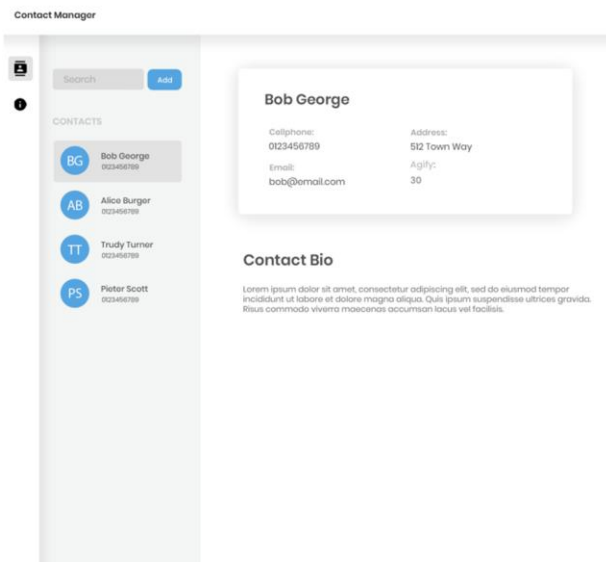 Contact Manager
Search
Add
CONTACTS
BG
Bob George
0123456789
AB
Alice Burger
0123456789
TT
Trudy Turner
0123456789
PS
Pieter Scott
0123456789
Bob George
Cellphone:
0123456789
Address:
512 Town Way
Email:
bob@email.com
Agify:
30
Contact Bio
Lorem ipsum dolor sit amet, consectetur adipiscing elit, sed do eiusmod tempor
incididunt ut labore et dolore magna aliqua. Quis ipsum suspendisse ultrices gravida.
Risus commodo viverra maecenas accumsan lacus vel facilisis.